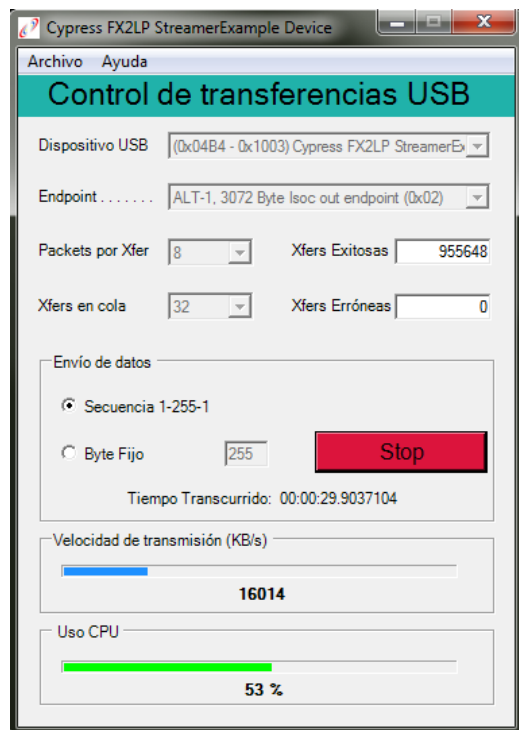 Cypress FX2LP StreamerExample Device
Archivo Ayuda
Control de transferencias USB
Dispositivo USB (0x04B4 - 0x1003) Cypress FX2LP StreamerEx
Endpoint ....... ALT-1, 3072 Byte Isoc out endpoint (0x02)
Packets por Xfer 8 Xfers Exitosas 955648
Xfers en cola 32 Xfers Erróneas 0
Envío de datos
Secuencia 1-255-1
Byte Fijo 255 Stop
Tiempo Transcurrido: 00:00:29.9037104
Velocidad de transmisión (KB/s)
16014
Uso CPU
53 %